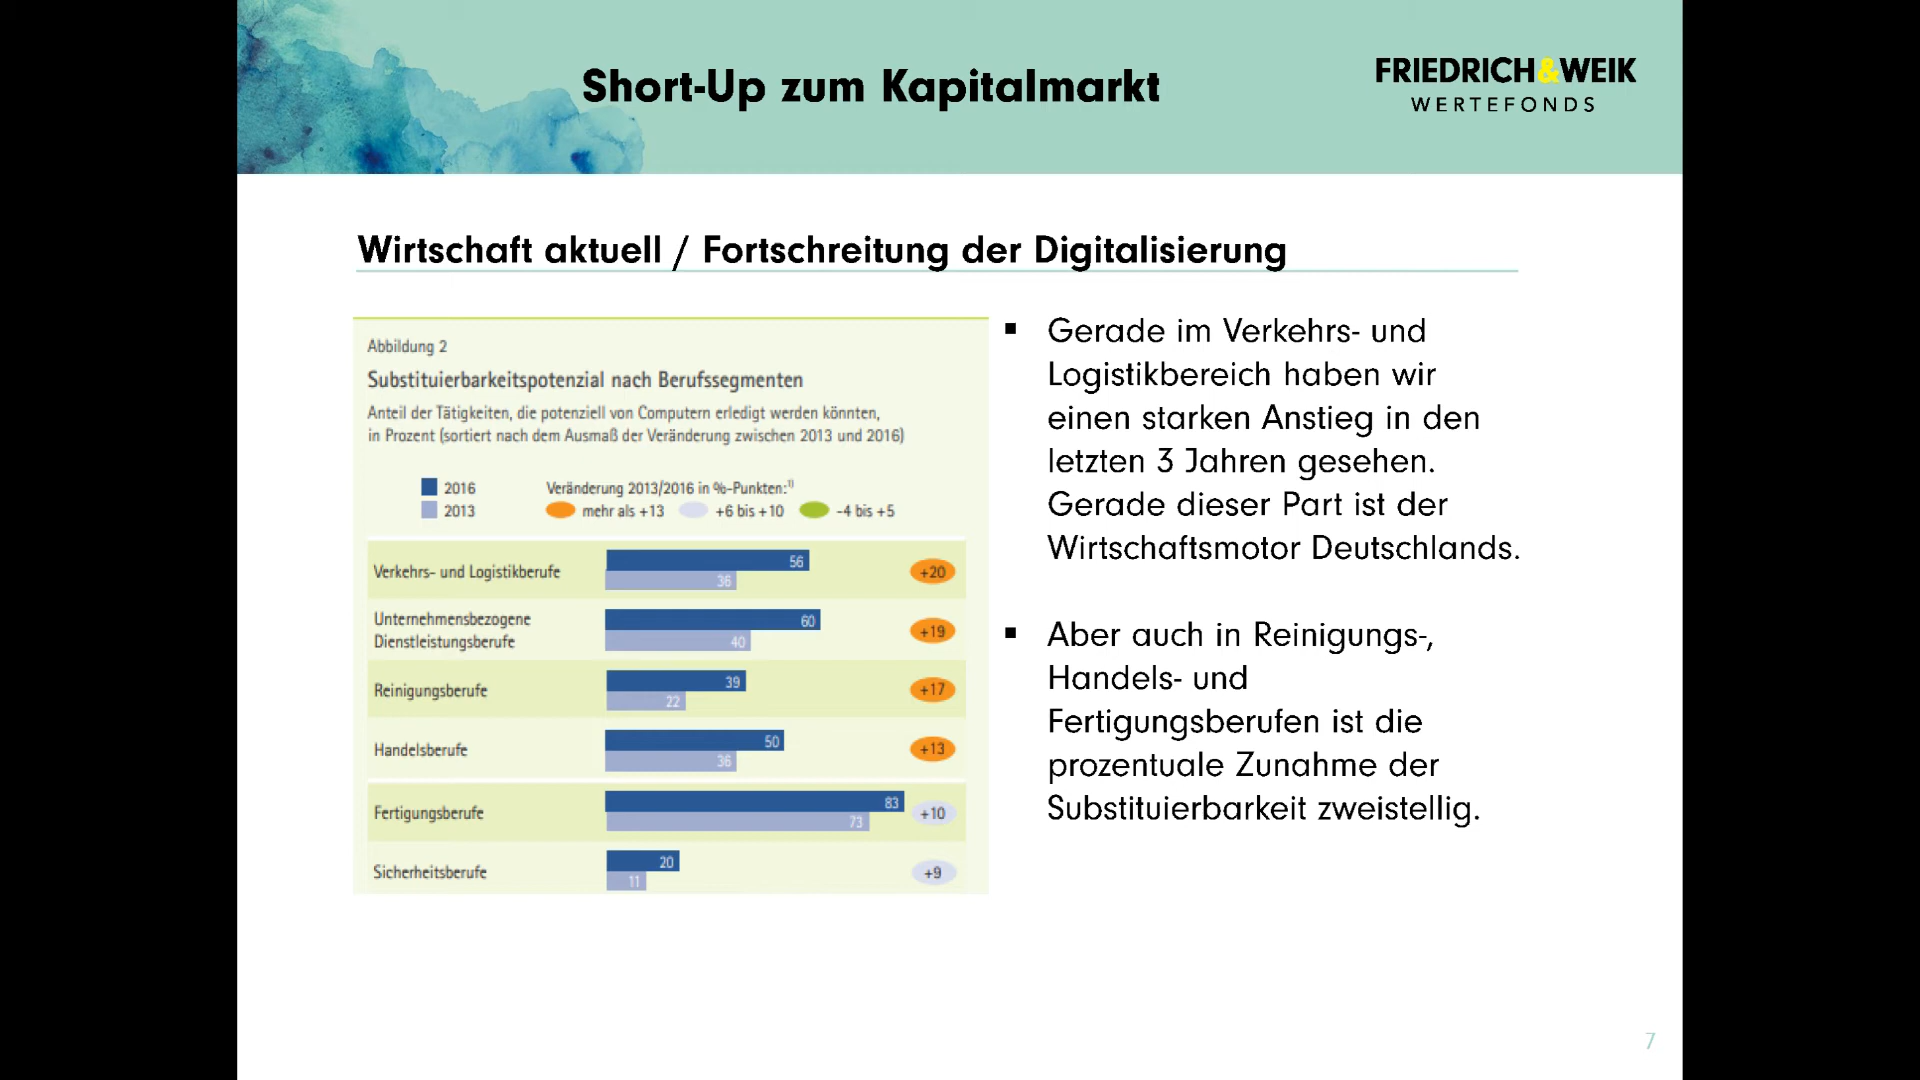 Short-Up zum Kapitalmarkt
FRIEDRICH&WEIK
WERTEFONDS
Wirtschaft aktuell / Fortschreitung der Digitalisierung
Abbildung 2
Substituierbarkeitspotenzial nach Berufssegmenten
Anteil der Tätigkeiten, die potenziell von Computern erledigt werden könnten,
in Prozent (sortiert nach dem Ausmaß der Veränderung zwischen 2013 und 2016)
2016
2013
Veränderung 2013/2016 in %-Punkten:1)
mehr als +13 +6 bis +10 -4 bis +5
Verkehrs- und Logistikberufe 56 36 +20
Unternehmensbezogene
Dienstleistungsberufe 60 40 +19
Reinigungsberufe 39 22 +17
Handelsberufe 50 36 +13
Fertigungsberufe 83 73 +10
Sicherheitsberufe 20 11 +9
▪ Gerade im Verkehrs- und
Logistikbereich haben wir
einen starken Anstieg in den
letzten 3 Jahren gesehen.
Gerade dieser Part ist der
Wirtschaftsmotor Deutschlands.
▪ Aber auch in Reinigungs-,
Handels- und
Fertigungsberufen ist die
prozentuale Zunahme der
Substituierbarkeit zweistellig.
7